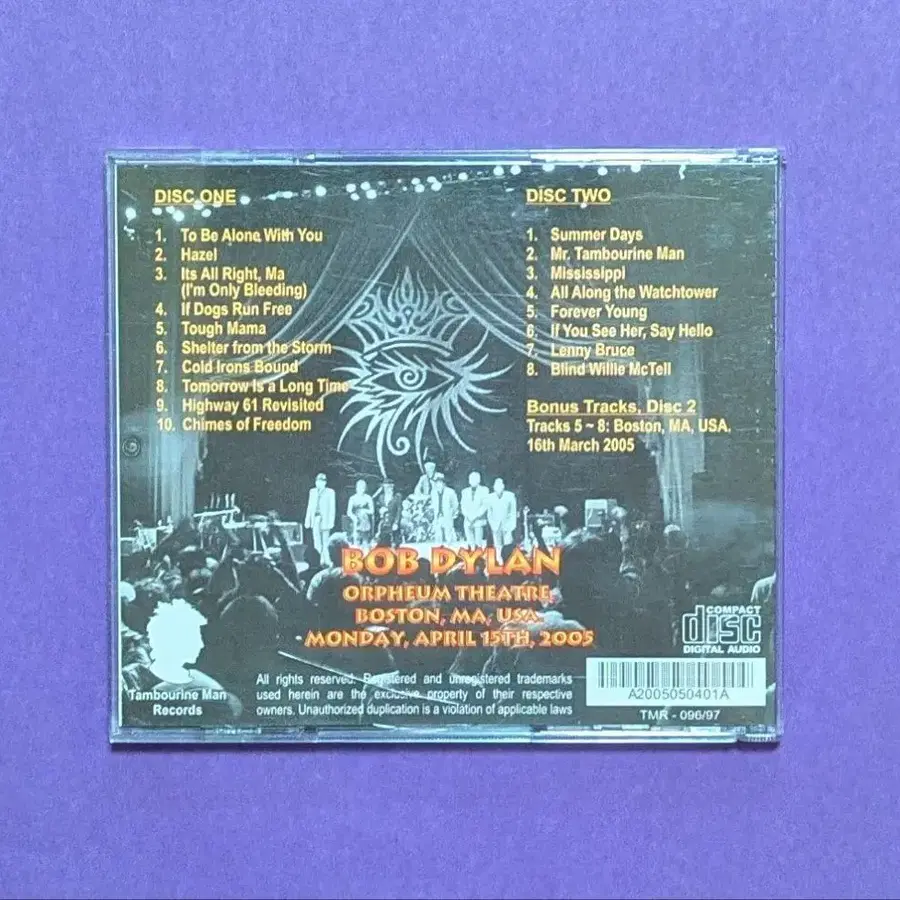 DISC ONE
1. To Be Alone With You
2. Hazel
3. Its All Right, Ma
(I'm Only Bleeding)
4. If Dogs Run Free
5. Tough Mama
6. Shelter from the Storm
7. Cold Irons Bound
8. Tomorrow Is a Long Time
9. Highway 61 Revisited
10. Chimes of Freedom
DISC TWO
1. Summer Days
2. Mr. Tambourine Man
3. Mississippi
4. All Along the Watchtower
5. Forever Young
6. If You See Her, Say Hello
7. Lenny Bruce
8. Blind Willie McTell
Bonus Tracks, Disc 2
Tracks 5 ~ 8: Boston, MA, USA.
16th March 2005
BOB DYLAN
ORPHEUM THEATRE,
BOSTON, MA, USA.
MONDAY, APRIL 15TH, 2005
Tambourine Man
Records
All rights reserved. Registered and unregistered trademarks
used herein are the exclusive property of their respective
owners. Unauthorized duplication is a violation of applicable laws
COMPACT
disc
DIGITAL AUDIO
A2005050401A
TMR - 096/97